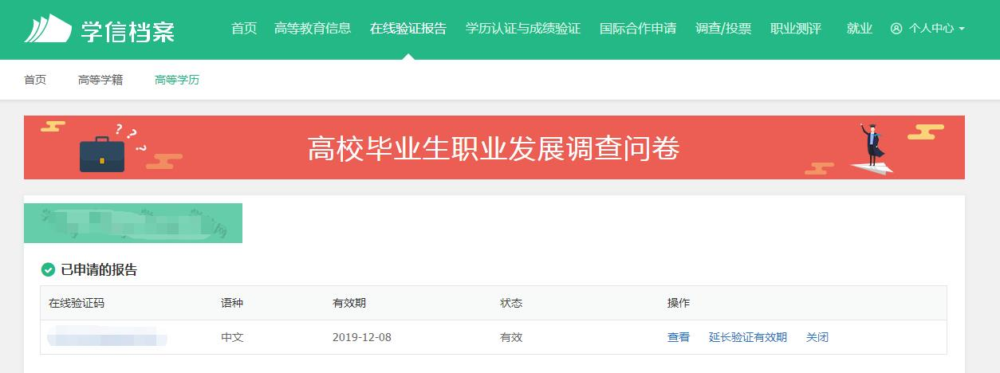 学信档案 首页 高等教育信息 在线验证报告 学历认证与成绩验证 国际合作申请 调查/投票 职业测评 就业 个人中心
首页 高等学籍 高等学历
? ? ?
高校毕业生职业发展调查问卷
已申请的报告
在线验证码 语种 有效期 状态 操作
中文 2019-12-08 有效 查看 延长验证有效期 关闭